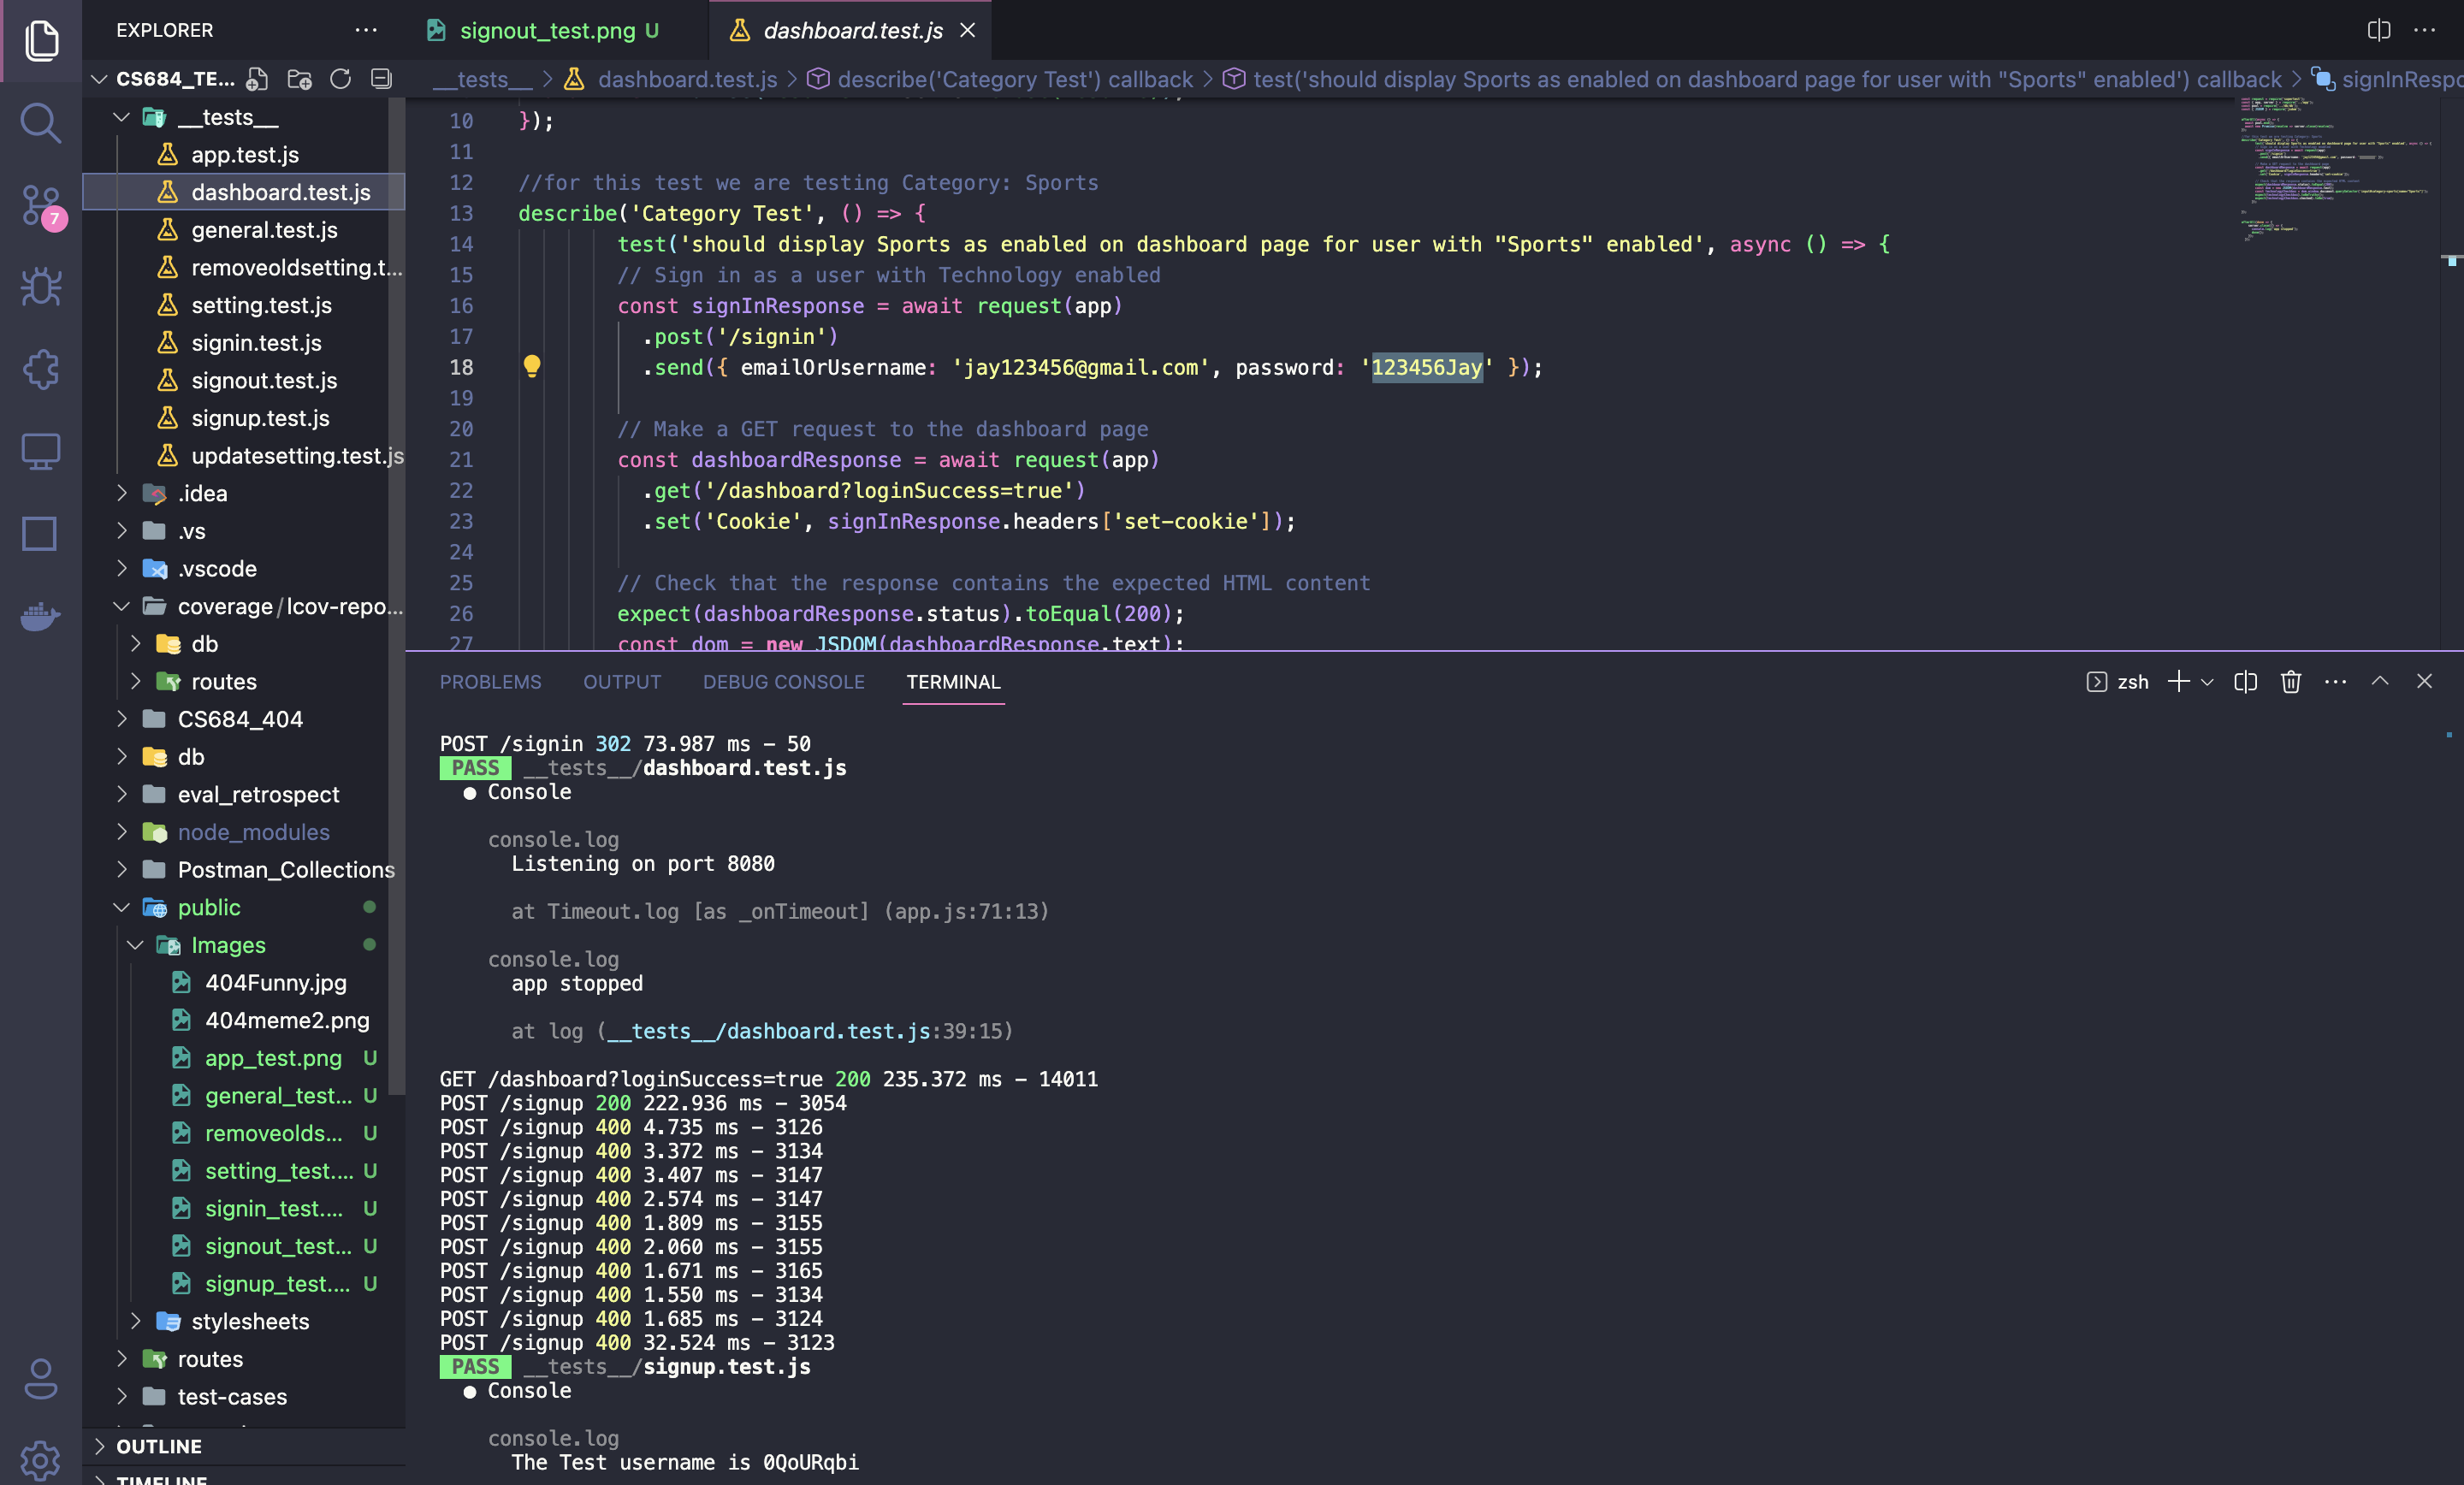 EXPLORER
signout_test.png U
dashboard.test.js
CS684_TE...
__tests__ > dashboard.test.js > describe('Category Test') callback > test('should display Sports as enabled on dashboard page for user with "Sports" enabled') callback > signInRespo
7
__tests__
app.test.js
dashboard.test.js
general.test.js
removeoldsetting.t...
setting.test.js
signin.test.js
signout.test.js
signup.test.js
updatesetting.test.js
.idea
.vs
.vscode
coverage/lcov-repo...
db
routes
CS684_404
db
eval_retrospect
node_modules
Postman_Collections
public
Images
404Funny.jpg
404meme2.png
app_test.png U
general_test... U
removeolds... U
setting_test.... U
signin_test.... U
signout_test... U
signup_test.... U
stylesheets
routes
test-cases
OUTLINE
TIMELINE
10 });
11
12 //for this test we are testing Category: Sports
13 describe('Category Test', () => {
14 test('should display Sports as enabled on dashboard page for user with "Sports" enabled', async () => {
15 // Sign in as a user with Technology enabled
16 const signInResponse = await request(app)
17 .post('/signin')
18 .send({ emailOrUsername: 'jay123456@gmail.com', password: '123456Jay' });
19
20 // Make a GET request to the dashboard page
21 const dashboardResponse = await request(app)
22 .get('/dashboard?loginSuccess=true')
23 .set('Cookie', signInResponse.headers['set-cookie']);
24
25 // Check that the response contains the expected HTML content
26 expect(dashboardResponse.status).toEqual(200);
27 const dom = new JSDOM(dashboardResponse.text);
PROBLEMS OUTPUT DEBUG CONSOLE TERMINAL
zsh
POST /signin 302 73.987 ms - 50
PASS __tests__/dashboard.test.js
● Console
console.log
Listening on port 8080
at Timeout.log [as _onTimeout] (app.js:71:13)
console.log
app stopped
at log (__tests__/dashboard.test.js:39:15)
GET /dashboard?loginSuccess=true 200 235.372 ms - 14011
POST /signup 200 222.936 ms - 3054
POST /signup 400 4.735 ms - 3126
POST /signup 400 3.372 ms - 3134
POST /signup 400 3.407 ms - 3147
POST /signup 400 2.574 ms - 3147
POST /signup 400 1.809 ms - 3155
POST /signup 400 2.060 ms - 3155
POST /signup 400 1.671 ms - 3165
POST /signup 400 1.550 ms - 3134
POST /signup 400 1.685 ms - 3124
POST /signup 400 32.524 ms - 3123
PASS __tests__/signup.test.js
● Console
console.log
The Test username is 0QoURqbi